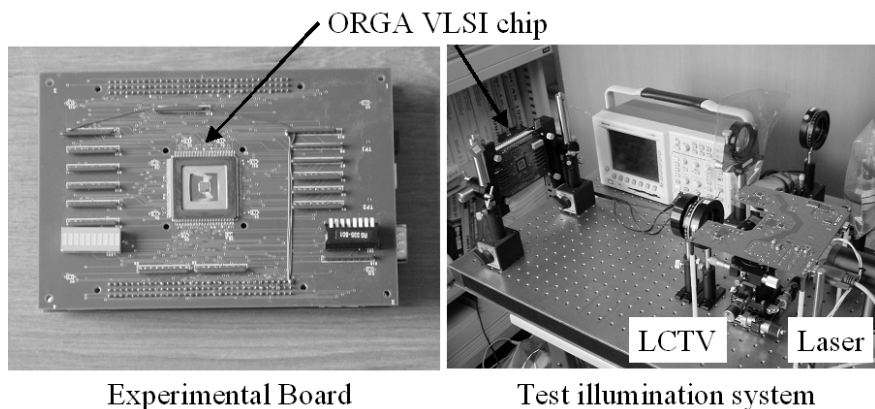 ORGA VLSI chip
LCTV
Laser
Experimental Board
Test illumination system